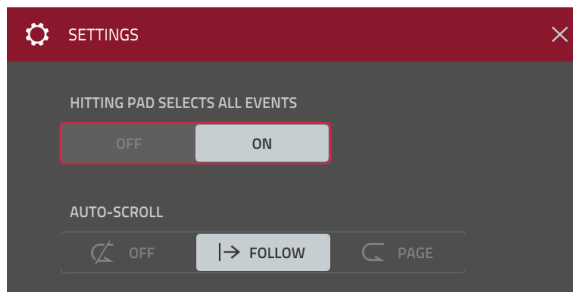 SETTINGS
HITTING PAD SELECTS ALL EVENTS
OFF ON
AUTO-SCROLL
OFF FOLLOW PAGE